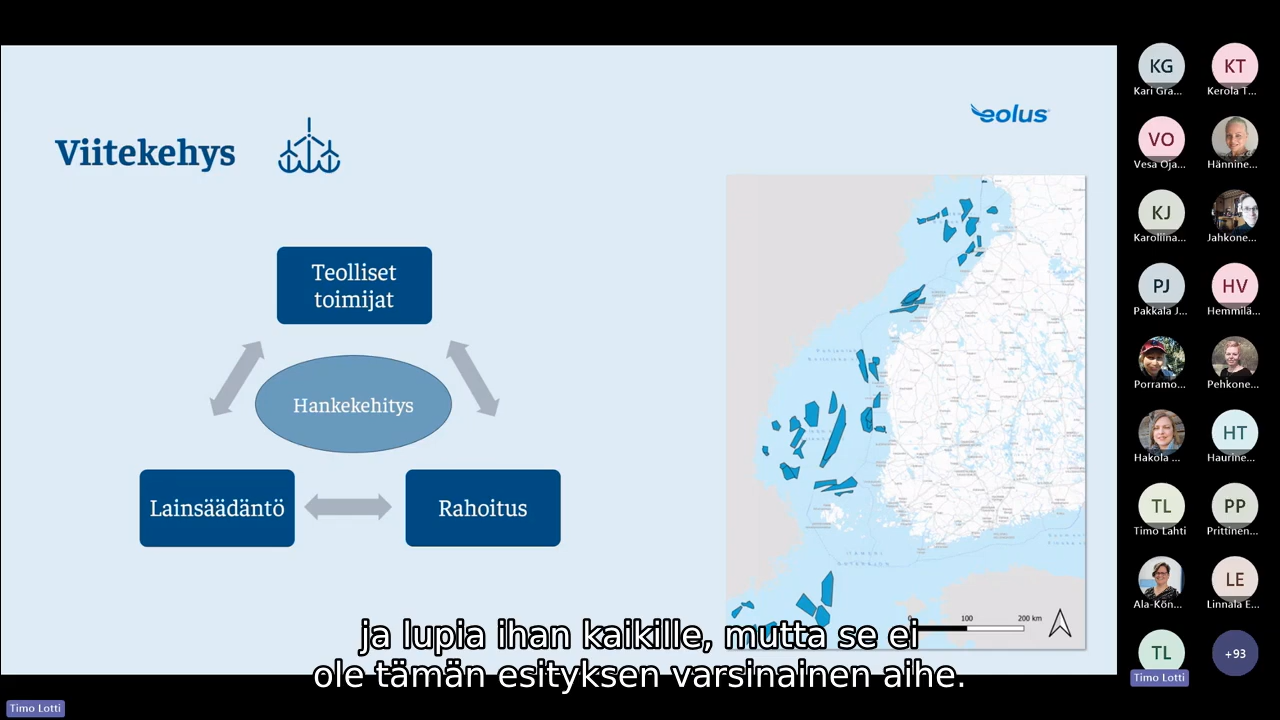 Viitekehys
eolus
Teolliset
toimijat
Hankekehitys
Lainsäädäntö
Rahoitus
100
200 km
ja lupia ihan kaikille, mutta se ei
ole tämän esityksen varsinainen aihe.
Timo Lotti
KG
Kari Gra...
KT
Kerola T...
VO
Vesa Oja...
Hännine...
KJ
Karoliina...
Jahkone...
PJ
Pakkala J...
HV
Hemmilä...
Porramo...
Pehkone...
Hakola ...
HT
Haurine...
TL
Timo Lahti
PP
Prittinen...
Ala-Kön...
LE
Linnala E...
TL
Timo Lotti
+93